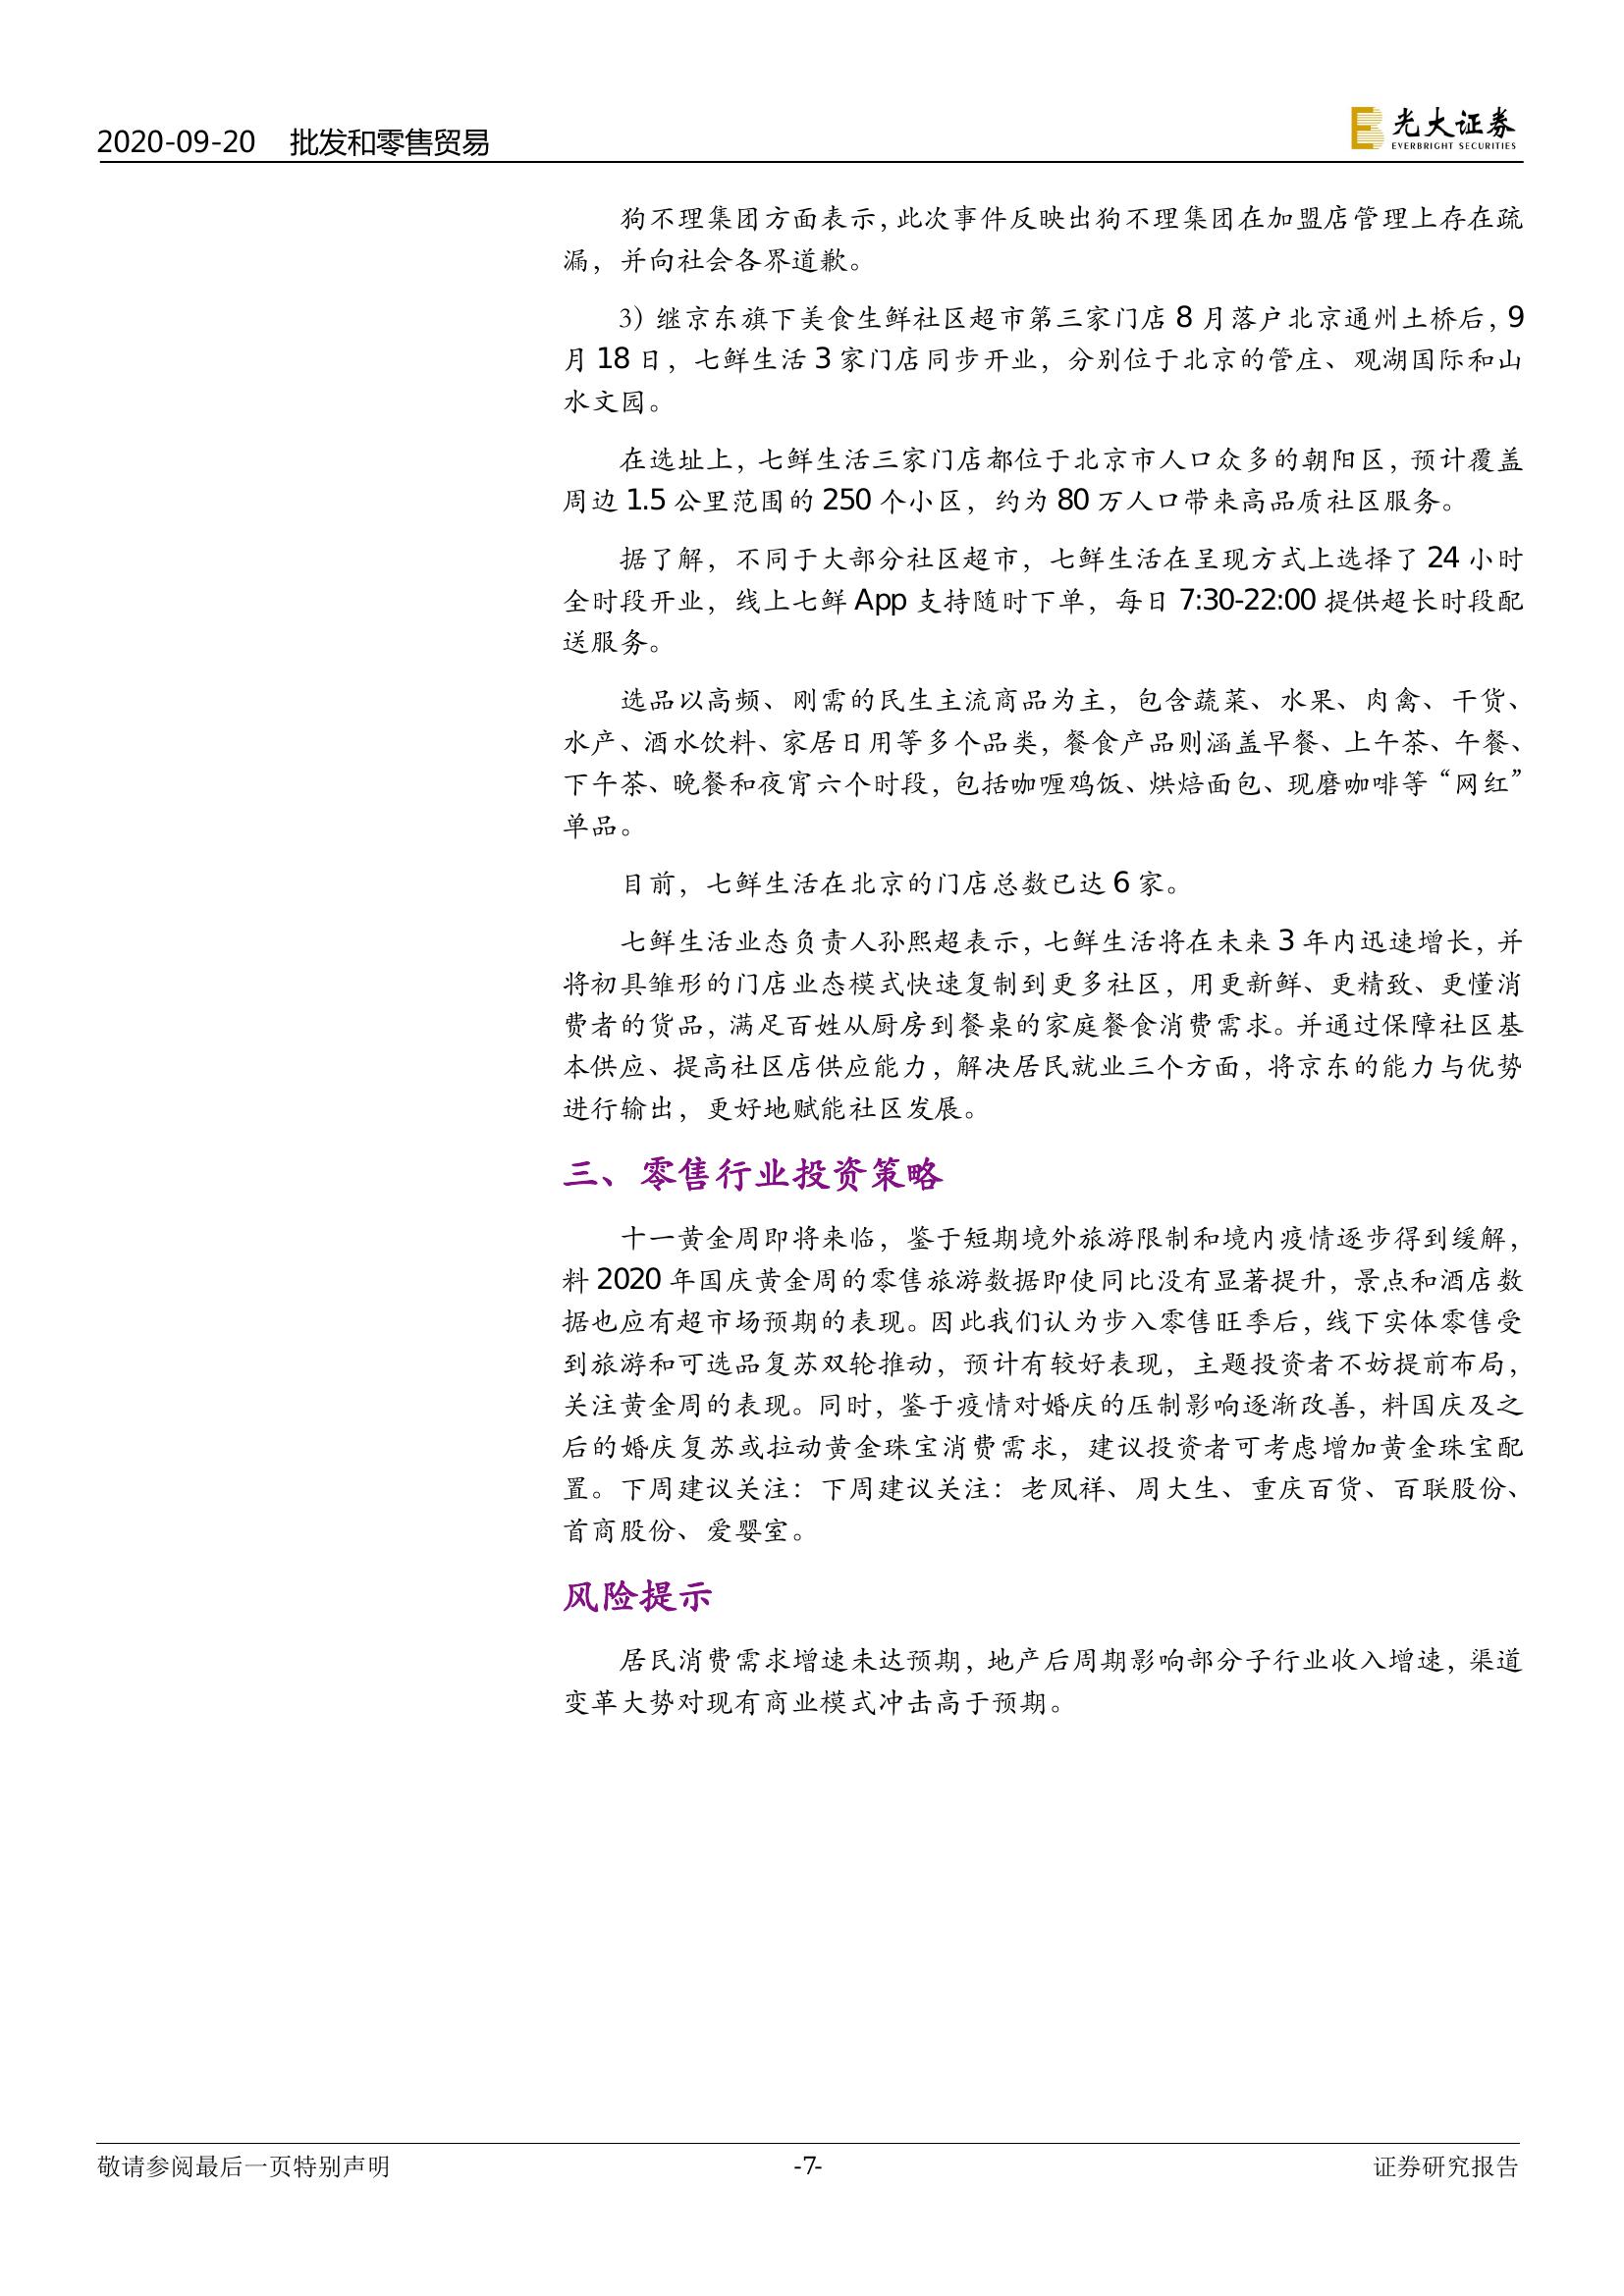 2020-09-20 批发和零售贸易
光大证券
EVERBRIGHT SECURITIES
狗不理集团方面表示，此次事件反映出狗不理集团在加盟店管理上存在疏
漏，并向社会各界道歉。
3）继京东旗下美食生鲜社区超市第三家门店 8 月落户北京通州土桥后，9
月 18 日，七鲜生活 3 家门店同步开业，分别位于北京的管庄、观湖国际和山
水文园。
在选址上，七鲜生活三家门店都位于北京市人口众多的朝阳区，预计覆盖
周边 1.5 公里范围的 250 个小区，约为 80 万人口带来高品质社区服务。
据了解，不同于大部分社区超市，七鲜生活在呈现方式上选择了 24 小时
全时段开业，线上七鲜 App 支持随时下单，每日 7:30-22:00 提供超长时段配
送服务。
选品以高频、刚需的民生主流商品为主，包含蔬菜、水果、肉禽、干货、
水产、酒水饮料、家居日用等多个品类，餐食产品则涵盖早餐、上午茶、午餐、
下午茶、晚餐和夜宵六个时段，包括咖喱鸡饭、烘焙面包、现磨咖啡等“网红”
单品。
目前，七鲜生活在北京的门店总数已达 6 家。
七鲜生活业态负责人孙熙超表示，七鲜生活将在未来 3 年内迅速增长，并
将初具雏形的门店业态模式快速复制到更多社区，用更新鲜、更精致、更懂消
费者的货品，满足百姓从厨房到餐桌的家庭餐食消费需求。并通过保障社区基
本供应、提高社区店供应能力，解决居民就业三个方面，将京东的能力与优势
进行输出，更好地赋能社区发展。
三、零售行业投资策略
十一黄金周即将来临，鉴于短期境外旅游限制和境内疫情逐步得到缓解，
料 2020 年国庆黄金周的零售旅游数据即使同比没有显著提升，景点和酒店数
据也应有超市场预期的表现。因此我们认为步入零售旺季后，线下实体零售受
到旅游和可选品复苏双轮推动，预计有较好表现，主题投资者不妨提前布局，
关注黄金周的表现。同时，鉴于疫情对婚庆的压制影响逐渐改善，料国庆及之
后的婚庆复苏或拉动黄金珠宝消费需求，建议投资者可考虑增加黄金珠宝配
置。下周建议关注：下周建议关注：老凤祥、周大生、重庆百货、百联股份、
首商股份、爱婴室。
风险提示
居民消费需求增速未达预期，地产后周期影响部分子行业收入增速，渠道
变革大势对现有商业模式冲击高于预期。
敬请参阅最后一页特别声明 -7- 证券研究报告